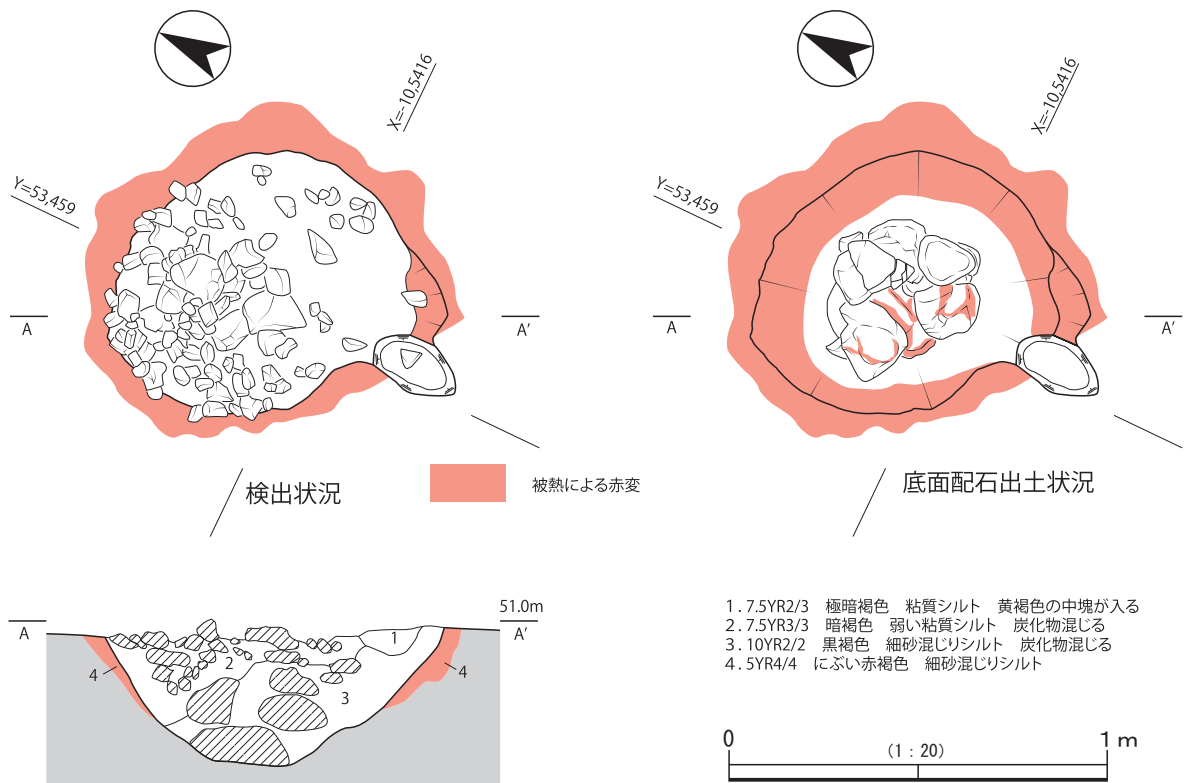 X=-10,5416
X=-10,5416
Y=53,459
Y=53,459
A
A'
A
A'
検出状況
被熱による赤変
底面配石出土状況
A
51.0m
A'
1
2
3
4
4
1. 7.5YR2/3 極暗褐色 粘質シルト 黄褐色の中塊が入る
2. 7.5YR3/3 暗褐色 弱い粘質シルト 炭化物混じる
3. 10YR2/2 黒褐色 細砂混じりシルト 炭化物混じる
4. 5YR4/4 にぶい赤褐色 細砂混じりシルト
0
(1：20)
1 m